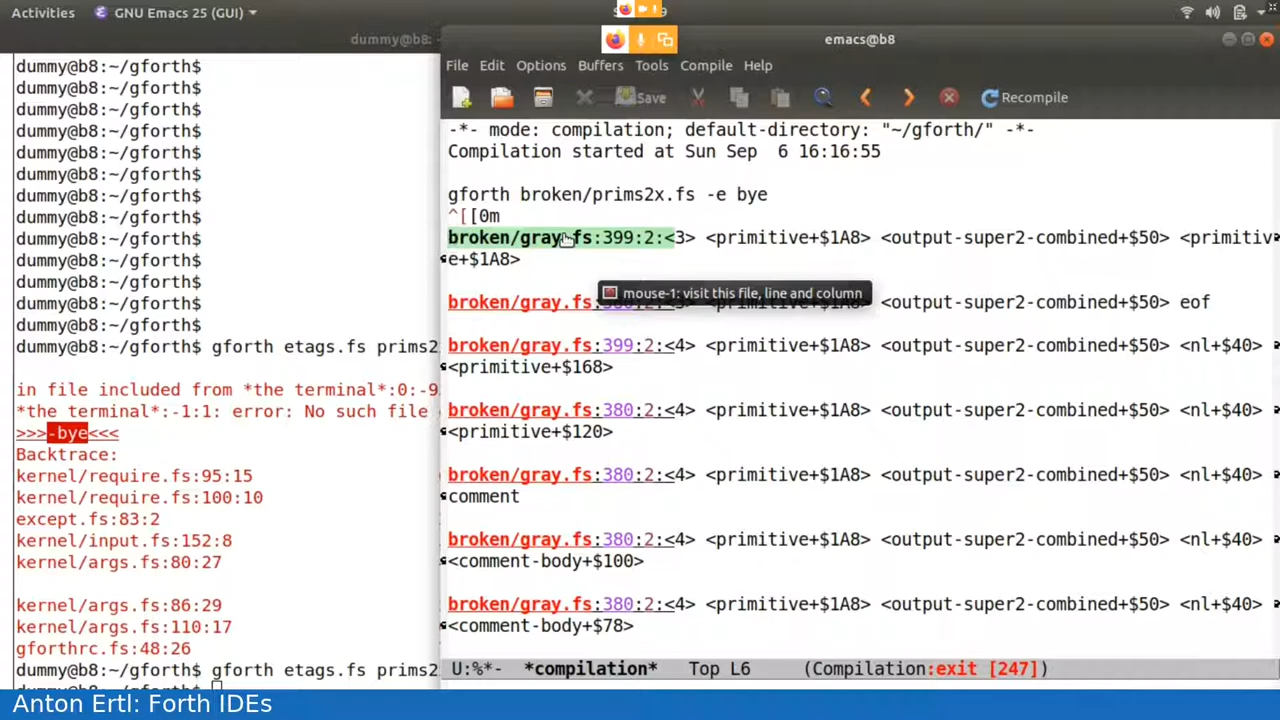 Activities GNU Emacs 25 (GUI)
dummy@b8:
emacs@b8
File Edit Options Buffers Tools Compile Help
Save Recompile
dummy@b8:~/gforth$
dummy@b8:~/gforth$
dummy@b8:~/gforth$
dummy@b8:~/gforth$
dummy@b8:~/gforth$
dummy@b8:~/gforth$
dummy@b8:~/gforth$
dummy@b8:~/gforth$
dummy@b8:~/gforth$
dummy@b8:~/gforth$
dummy@b8:~/gforth$
dummy@b8:~/gforth$
dummy@b8:~/gforth$
dummy@b8:~/gforth$ gforth etags.fs prims2
in file included from *the terminal*:0:-9
*the terminal*:-1:1: error: No such file
>>>-bye<<<
Backtrace:
kernel/require.fs:95:15
kernel/require.fs:100:10
except.fs:83:2
kernel/input.fs:152:8
kernel/args.fs:80:27
kernel/args.fs:86:29
kernel/args.fs:110:17
gforthrc.fs:48:26
dummy@b8:~/gforth$ gforth etags.fs prims2
-*- mode: compilation; default-directory: "~/gforth/" -*-
Compilation started at Sun Sep  6 16:16:55
gforth broken/prims2x.fs -e bye
^[[0m
broken/gray.fs:399:2:<3> <primitive+$1A8> <output-super2-combined+$50> <primitiv
e+$1A8>
mouse-1: visit this file, line and column
broken/gray.fs:380:2:<3> <primitive+$1A8> <output-super2-combined+$50> eof
broken/gray.fs:399:2:<4> <primitive+$1A8> <output-super2-combined+$50> <nl+$40>
<primitive+$168>
broken/gray.fs:380:2:<4> <primitive+$1A8> <output-super2-combined+$50> <nl+$40>
<primitive+$120>
broken/gray.fs:380:2:<4> <primitive+$1A8> <output-super2-combined+$50> <nl+$40>
comment
broken/gray.fs:380:2:<4> <primitive+$1A8> <output-super2-combined+$50> <nl+$40>
<comment-body+$100>
broken/gray.fs:380:2:<4> <primitive+$1A8> <output-super2-combined+$50> <nl+$40>
<comment-body+$78>
U:%*-  *compilation*   Top L6    (Compilation:exit [247])
Anton Ertl: Forth IDEs